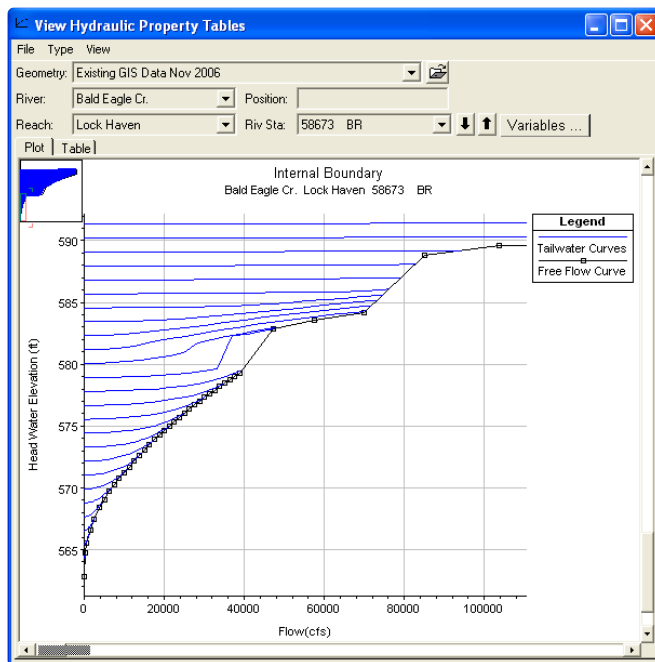 View Hydraulic Property Tables
File Type View
Geometry: Existing GIS Data Nov 2006
River: Bald Eagle Cr. Position:
Reach: Lock Haven Riv Sta: 58673 BR Variables ...
Plot Table
Internal Boundary
Bald Eagle Cr. Lock Haven 58673 BR
Legend
Tailwater Curves
Free Flow Curve
590
585
580
575
570
565
Head Water Elevation (ft)
0 20000 40000 60000 80000 100000
Flow(cfs)